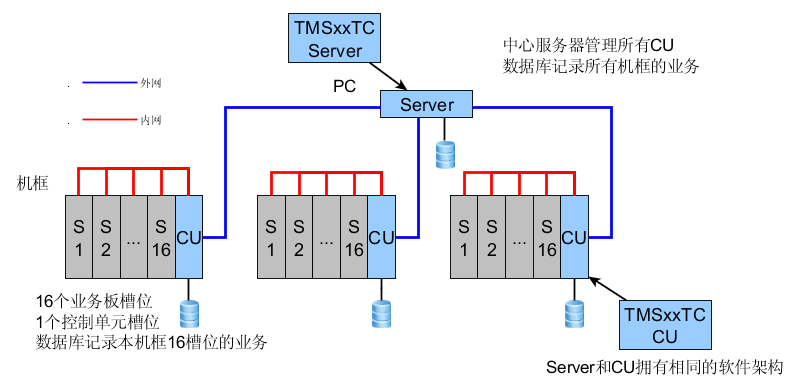 TMSxxTC
Server
中心服务器管理所有CU
数据库记录所有机框的业务
PC
Server
外网
内网
机框
S
1
S
2
...
S
16
CU
S
1
S
2
...
S
16
CU
S
1
S
2
...
S
16
CU
16个业务板槽位
1个控制单元槽位
数据库记录本机框16槽位的业务
TMSxxTC
CU
Server和CU拥有相同的软件架构